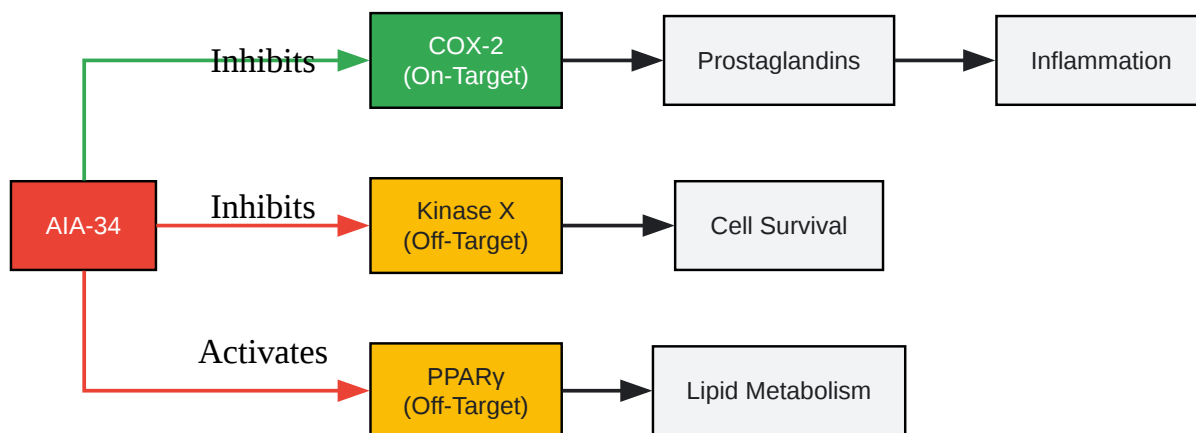 Inhibits
COX-2
(On-Target)
Prostaglandins
Inflammation
AIA-34
Inhibits
Kinase X
(Off-Target)
Cell Survival
Activates
PPARγ
(Off-Target)
Lipid Metabolism